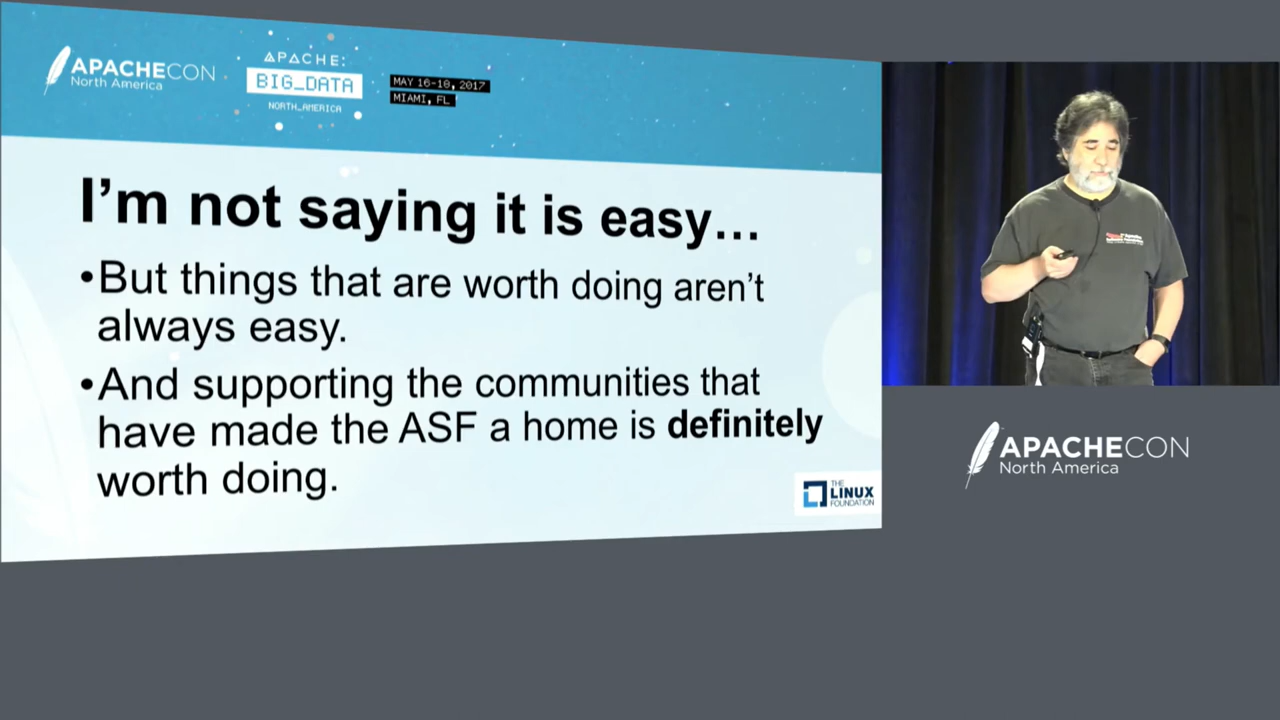 APACHECON
North America
APACHE:
BIG_DATA
NORTH_AMERICA
MAY 16-18, 2017
MIAMI, FL
I'm not saying it is easy…
•But things that are worth doing aren't
always easy.
•And supporting the communities that
have made the ASF a home is definitely
worth doing.
THE
LINUX
FOUNDATION
APACHECON
North America